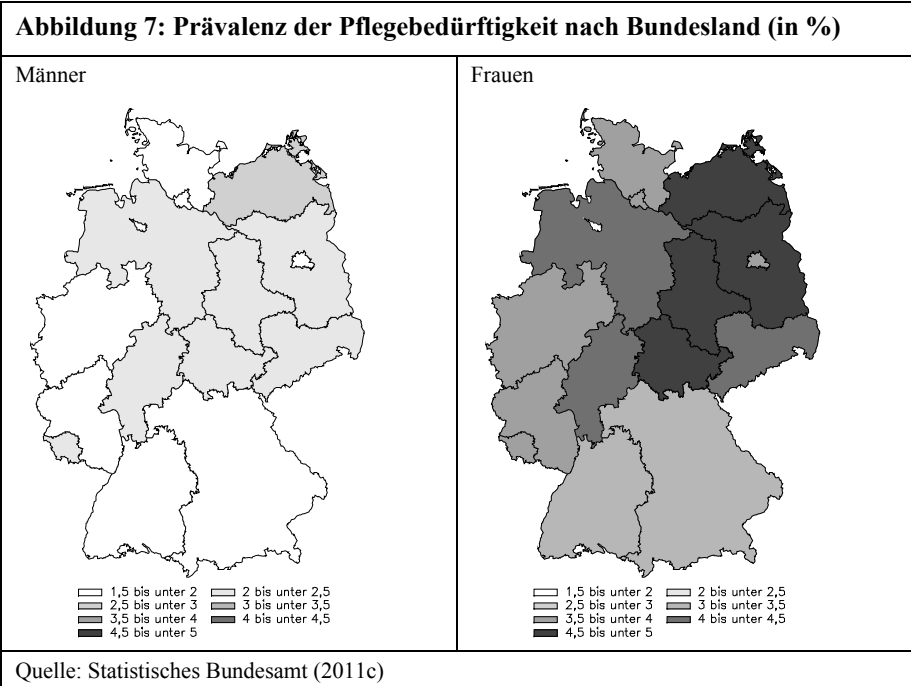 Abbildung 7: Prävalenz der Pflegebedürftigkeit nach Bundesland (in %)
Männer
1,5 bis unter 2
2 bis unter 2,5
2,5 bis unter 3
3 bis unter 3,5
3,5 bis unter 4
4 bis unter 4,5
4,5 bis unter 5
Frauen
1,5 bis unter 2
2 bis unter 2,5
2,5 bis unter 3
3 bis unter 3,5
3,5 bis unter 4
4 bis unter 4,5
4,5 bis unter 5
Quelle: Statistisches Bundesamt (2011c)